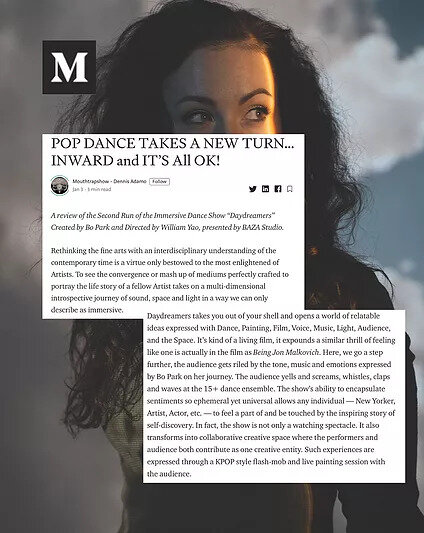 M
POP DANCE TAKES A NEW TURN...
INWARD and IT'S All OK!
Mouthtrapshow - Dennis Adamo Follow
Jan 3 · 3 min read
A review of the Second Run of the Immersive Dance Show "Daydreamers"
Created by Bo Park and Directed by William Yao, presented by BAZA Studio.
Rethinking the fine arts with an interdisciplinary understanding of the
contemporary time is a virtue only bestowed to the most enlightened of
Artists. To see the convergence or mash up of mediums perfectly crafted to
portray the life story of a fellow Artist takes on a multi-dimensional
introspective journey of sound, space and light in a way we can only
describe as immersive.
Daydreamers takes you out of your shell and opens a world of relatable
ideas expressed with Dance, Painting, Film, Voice, Music, Light, Audience,
and the Space. It's kind of a living film, it expounds a similar thrill of feeling
like one is actually in the film as Being Jon Malkovich. Here, we go a step
further, the audience gets riled by the tone, music and emotions expressed
by Bo Park on her journey. The audience yells and screams, whistles, claps
and waves at the 15+ dance ensemble. The show's ability to encapsulate
sentiments so ephemeral yet universal allows any individual — New Yorker,
Artist, Actor, etc. — to feel a part of and be touched by the inspiring story of
self-discovery. In fact, the show is not only a watching spectacle. It also
transforms into collaborative creative space where the performers and
audience both contribute as one creative entity. Such experiences are
expressed through a KPOP style flash-mob and live painting session with
the audience.